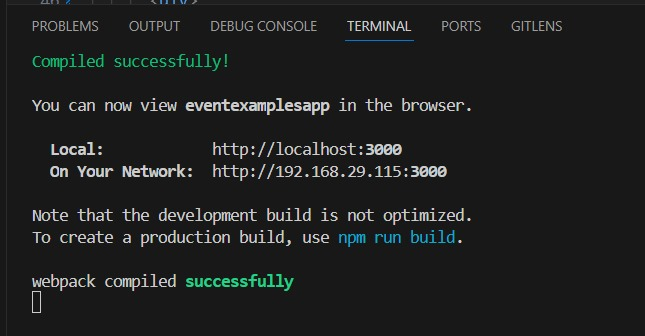 PROBLEMS OUTPUT DEBUG CONSOLE TERMINAL PORTS GITLENS
Compiled successfully!
You can now view eventexamplesapp in the browser.
Local: http://localhost:3000
On Your Network: http://192.168.29.115:3000
Note that the development build is not optimized.
To create a production build, use npm run build.
webpack compiled successfully